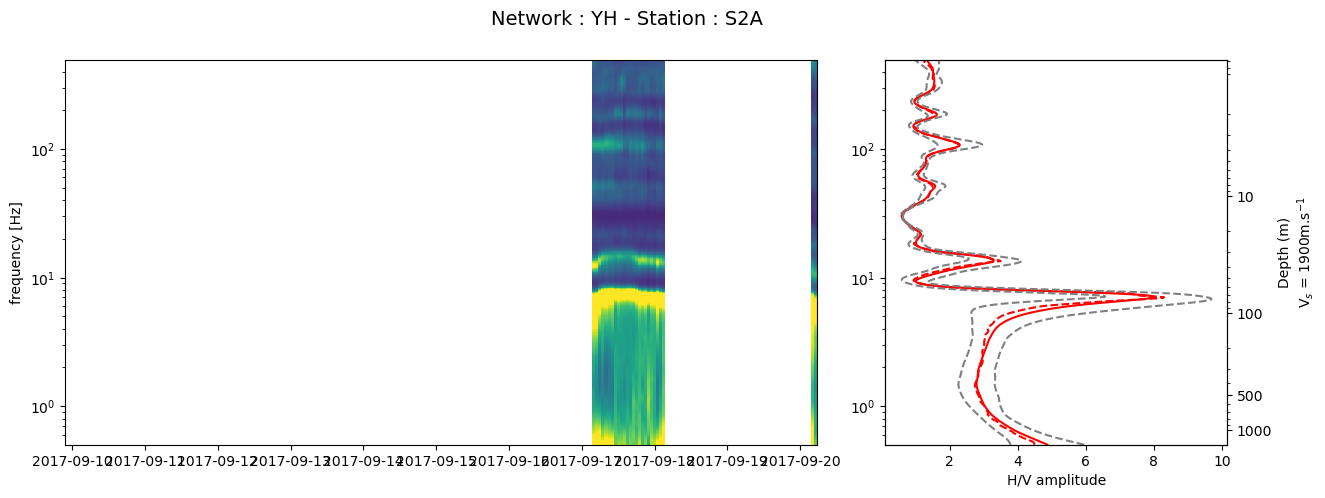 Network : YH - Station : S2A
frequency [Hz]
10²
10¹
10⁰
2017-09-10 2017-09-11 2017-09-12 2017-09-13 2017-09-14 2017-09-15 2017-09-16 2017-09-17 2017-09-18 2017-09-19 2017-09-20
10²
10¹
10⁰
2 4 6 8 10
H/V amplitude
10
100
500
1000
Depth (m)
Vₛ = 1900m.s⁻¹